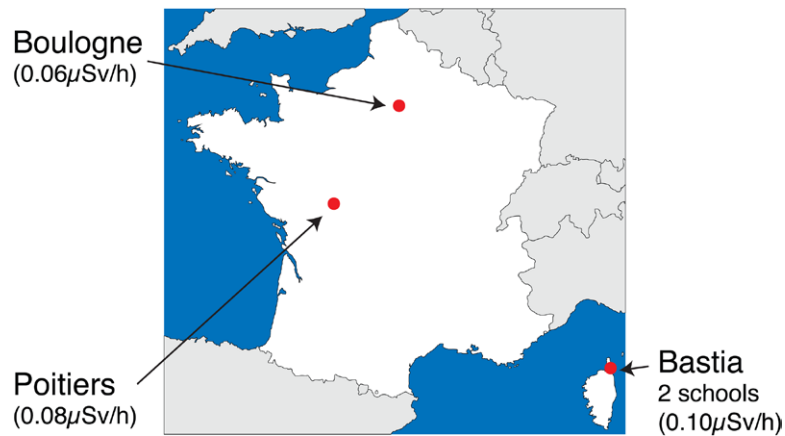 Boulogne
(0.06µSv/h)
Poitiers
(0.08µSv/h)
Bastia
2 schools
(0.10µSv/h)